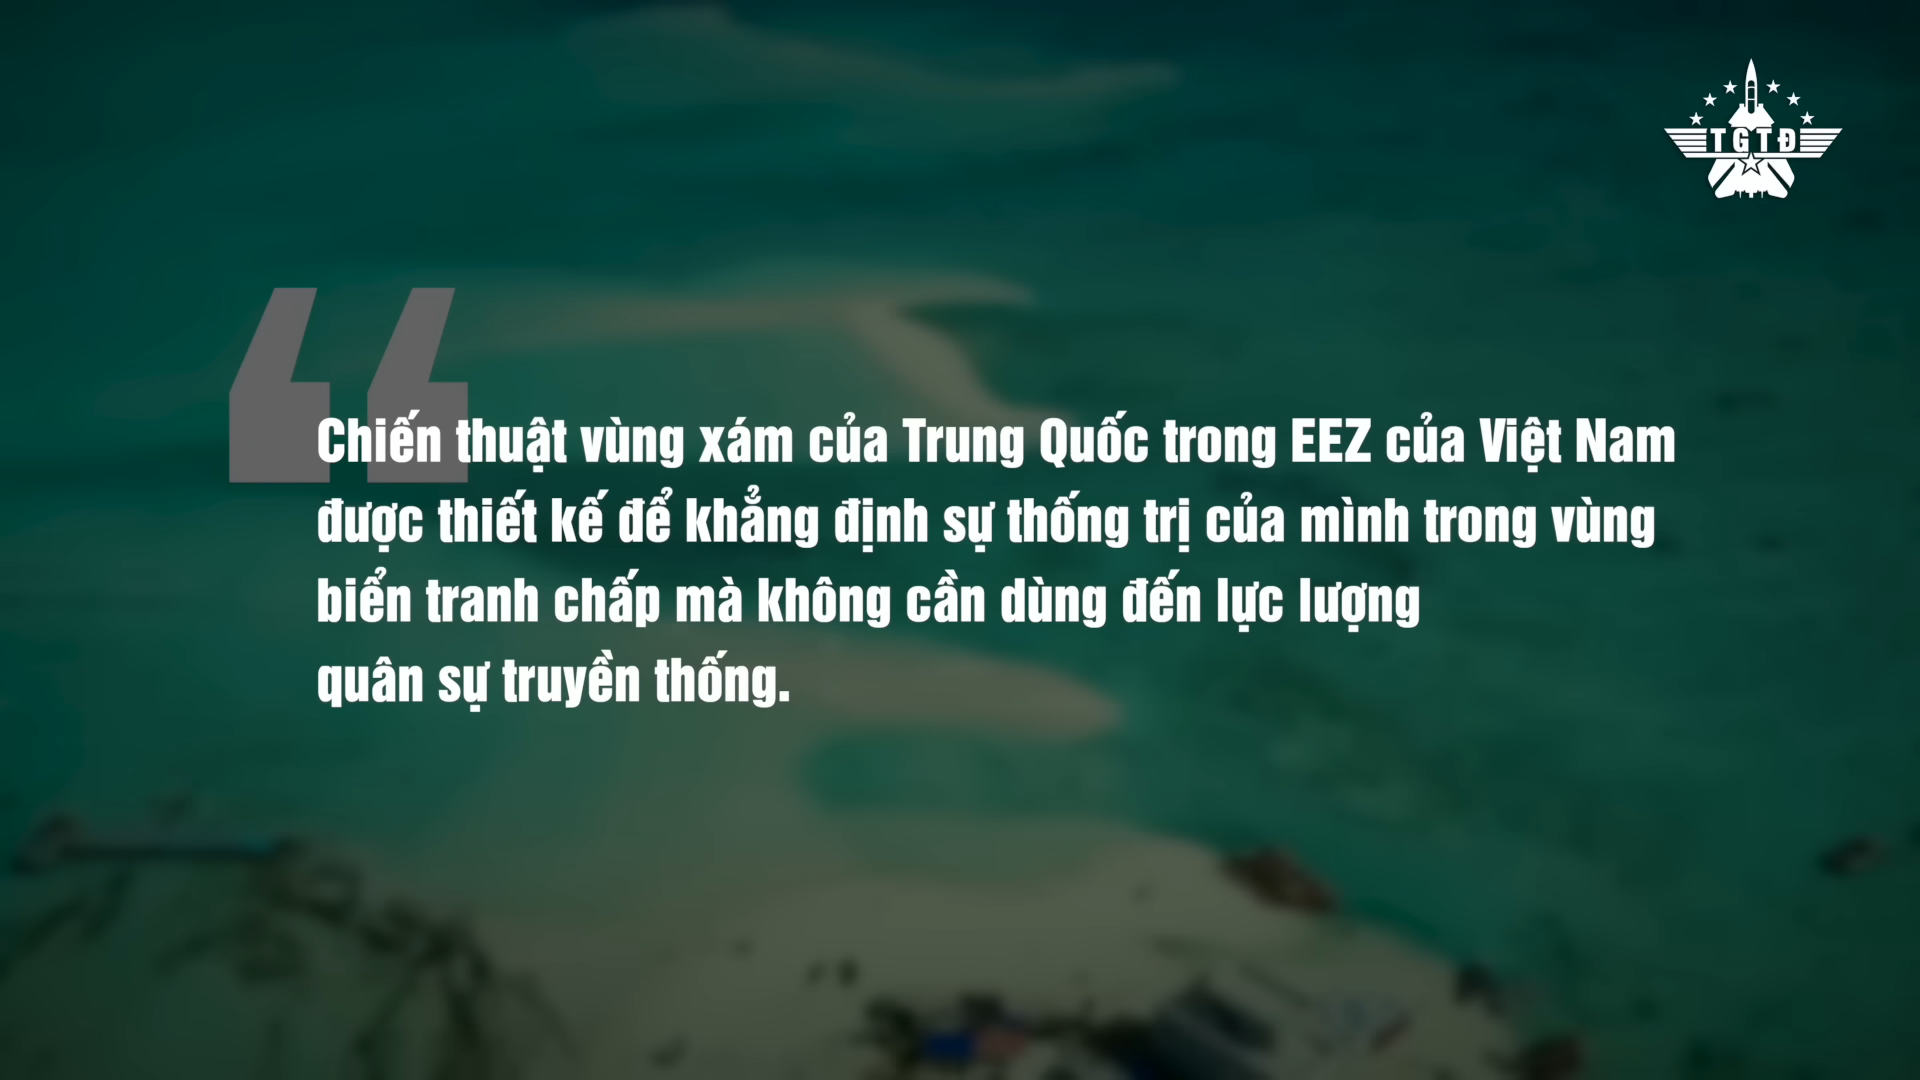 TGTĐ
Chiến thuật vùng xám của Trung Quốc trong EEZ của Việt Nam
được thiết kế để khẳng định sự thống trị của mình trong vùng
biển tranh chấp mà không cần dùng đến lực lượng
quân sự truyền thống.